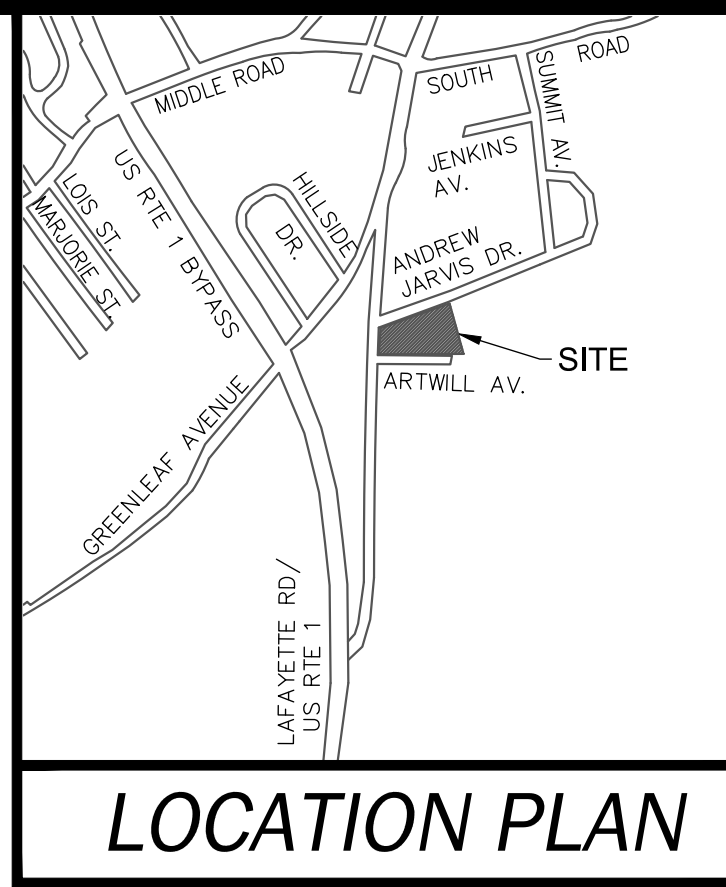 MIDDLE ROAD
SOUTH ROAD
SUMMIT AV.
JENKINS
AV.
LOIS ST.
MARJORIE ST.
US RTE 1 BYPASS
HILLSIDE
DR.
ANDREW
JARVIS DR.
SITE
ARTWILL AV.
GREENLEAF AVENUE
LAFAYETTE RD/
US RTE 1
LOCATION PLAN